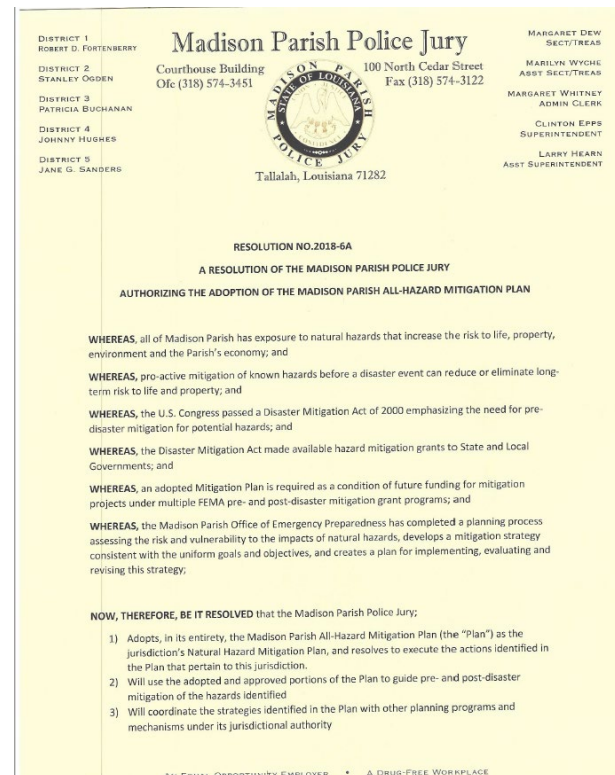 DISTRICT 1
ROBERT D. FORTENBERRY
DISTRICT 2
STANLEY OGDEN
DISTRICT 3
PATRICIA BUCHANAN
DISTRICT 4
JOHNNY HUGHES
DISTRICT 5
JANE G. SANDERS
Madison Parish Police Jury
Courthouse Building
Ofc (318) 574-3451
100 North Cedar Street
Fax (318) 574-3122
MADISON PARISH
STATE OF LOUISIANA
POLICE JURY
Tallalah, Louisiana 71282
MARGARET DEW
SECT/TREAS
MARILYN WYCHE
ASST SECT/TREAS
MARGARET WHITNEY
ADMIN CLERK
CLINTON EPPS
SUPERINTENDENT
LARRY HEARN
ASST SUPERINTENDENT
RESOLUTION NO.2018-6A
A RESOLUTION OF THE MADISON PARISH POLICE JURY
AUTHORIZING THE ADOPTION OF THE MADISON PARISH ALL-HAZARD MITIGATION PLAN
WHEREAS, all of Madison Parish has exposure to natural hazards that increase the risk to life, property,
environment and the Parish's economy; and
WHEREAS, pro-active mitigation of known hazards before a disaster event can reduce or eliminate long-
term risk to life and property; and
WHEREAS, the U.S. Congress passed a Disaster Mitigation Act of 2000 emphasizing the need for pre-
disaster mitigation for potential hazards; and
WHEREAS, the Disaster Mitigation Act made available hazard mitigation grants to State and Local
Governments; and
WHEREAS, an adopted Mitigation Plan is required as a condition of future funding for mitigation
projects under multiple FEMA pre- and post-disaster mitigation grant programs; and
WHEREAS, the Madison Parish Office of Emergency Preparedness has completed a planning process
assessing the risk and vulnerability to the impacts of natural hazards, develops a mitigation strategy
consistent with the uniform goals and objectives, and creates a plan for implementing, evaluating and
revising this strategy;
NOW, THEREFORE, BE IT RESOLVED that the Madison Parish Police Jury;
1) Adopts, in its entirety, the Madison Parish All-Hazard Mitigation Plan (the "Plan") as the
jurisdiction's Natural Hazard Mitigation Plan, and resolves to execute the actions identified in
the Plan that pertain to this jurisdiction.
2) Will use the adopted and approved portions of the Plan to guide pre- and post-disaster
mitigation of the hazards identified
3) Will coordinate the strategies identified in the Plan with other planning programs and
mechanisms under its jurisdictional authority
AN EQUAL OPPORTUNITY EMPLOYER • A DRUG-FREE WORKPLACE